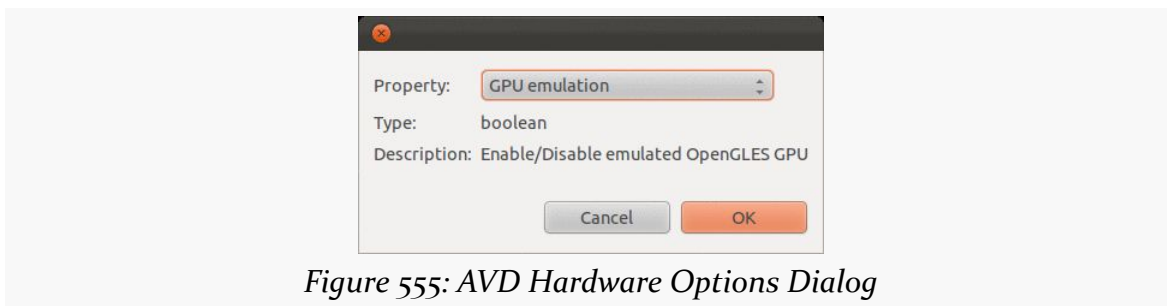 Property: GPU emulation
Type: boolean
Description: Enable/Disable emulated OpenGLES GPU
Cancel OK
Figure 555: AVD Hardware Options Dialog